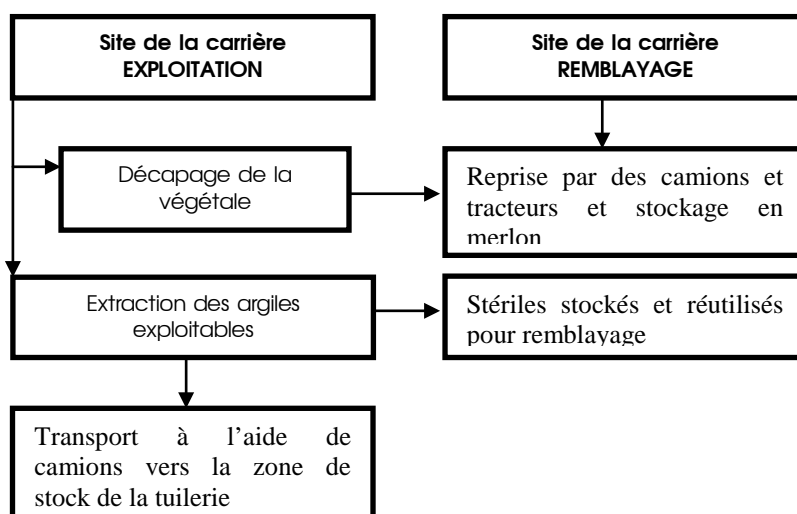 Site de la carrière
EXPLOITATION
Site de la carrière
REMBLAYAGE
Décapage de la
végétale
Reprise par des camions et
tracteurs et stockage en
merlon
Extraction des argiles
exploitables
Stériles stockés et réutilisés
pour remblayage
Transport à l’aide de
camions vers la zone de
stock de la tuilerie